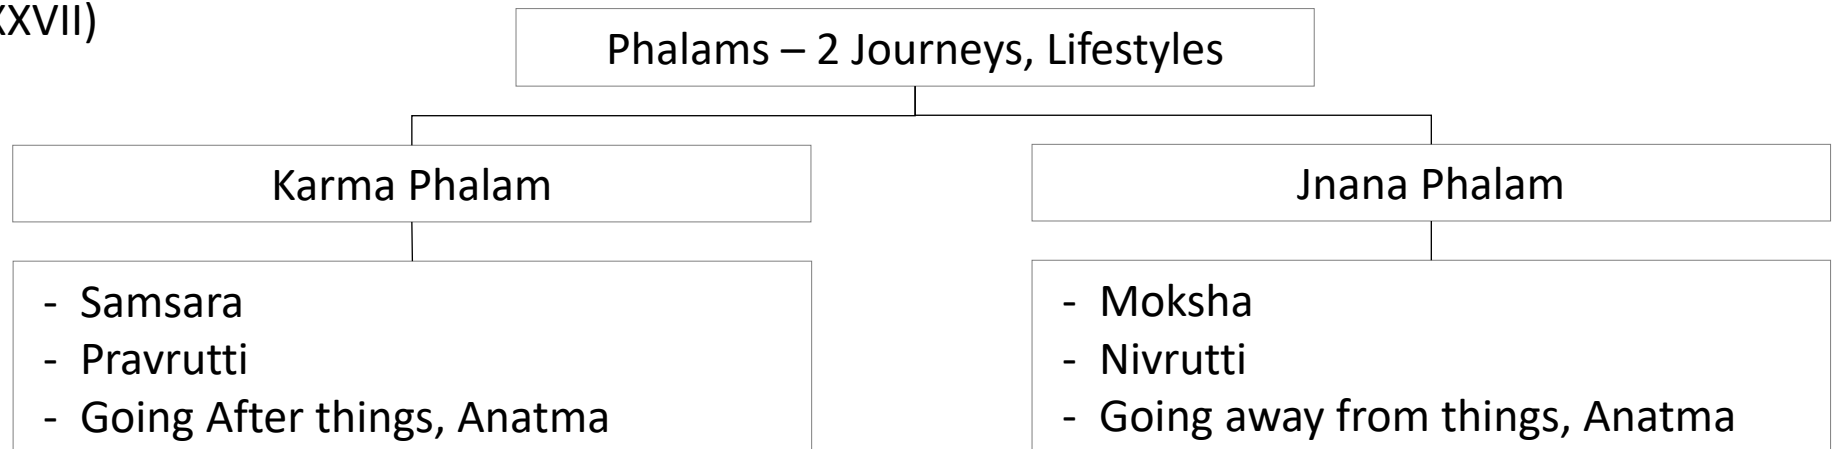 XXVII)
Phalams – 2 Journeys, Lifestyles
Karma Phalam
Jnana Phalam
- Samsara
- Pravrutti
- Going After things, Anatma
- Moksha
- Nivrutti
- Going away from things, Anatma